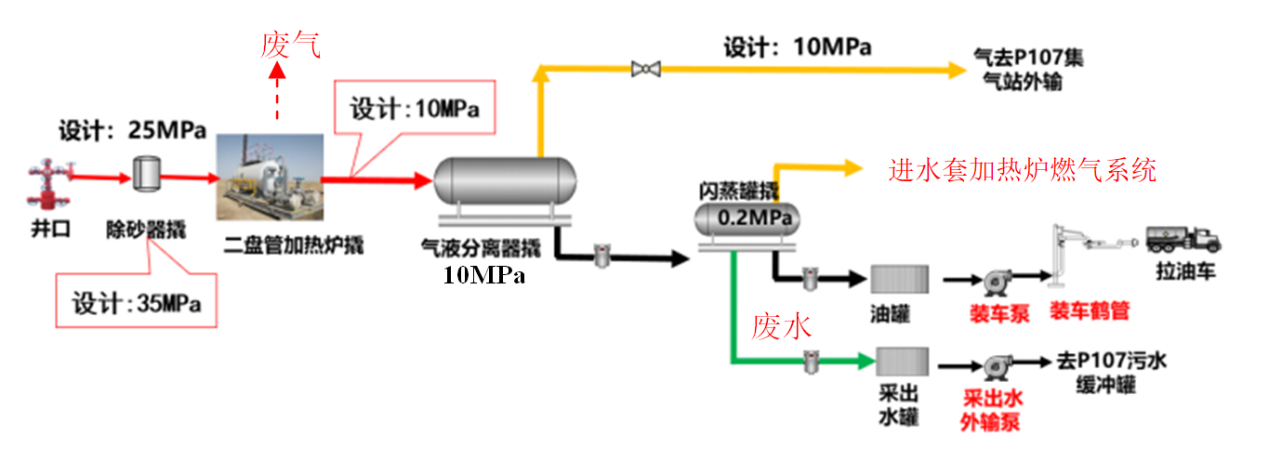 废气
设计：10MPa
气去P107集
气站外输
设计:10MPa
设计：25MPa
进水套加热炉燃气系统
闪蒸罐撬
0.2MPa
井口
除砂器撬
二盘管加热炉撬
气液分离器撬
10MPa
拉油车
设计:35MPa
油罐
装车泵
装车鹤管
废水
去P107污水
缓冲罐
采出
水罐
采出水
外输泵